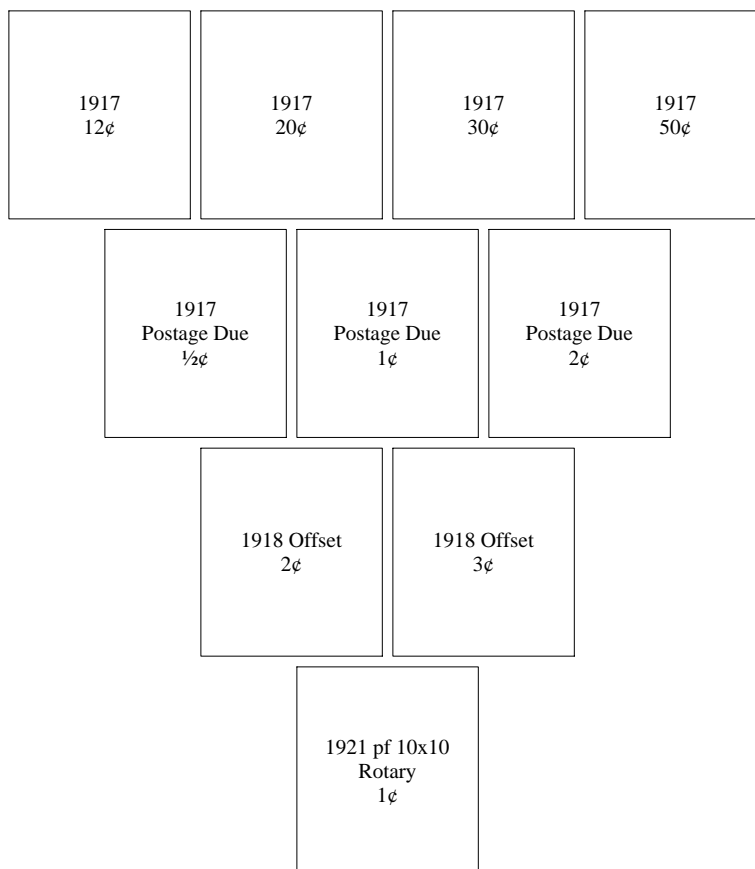 1917
12¢
1917
20¢
1917
30¢
1917
50¢
1917
Postage Due
½¢
1917
Postage Due
1¢
1917
Postage Due
2¢
1918 Offset
2¢
1918 Offset
3¢
1921 pf 10x10
Rotary
1¢